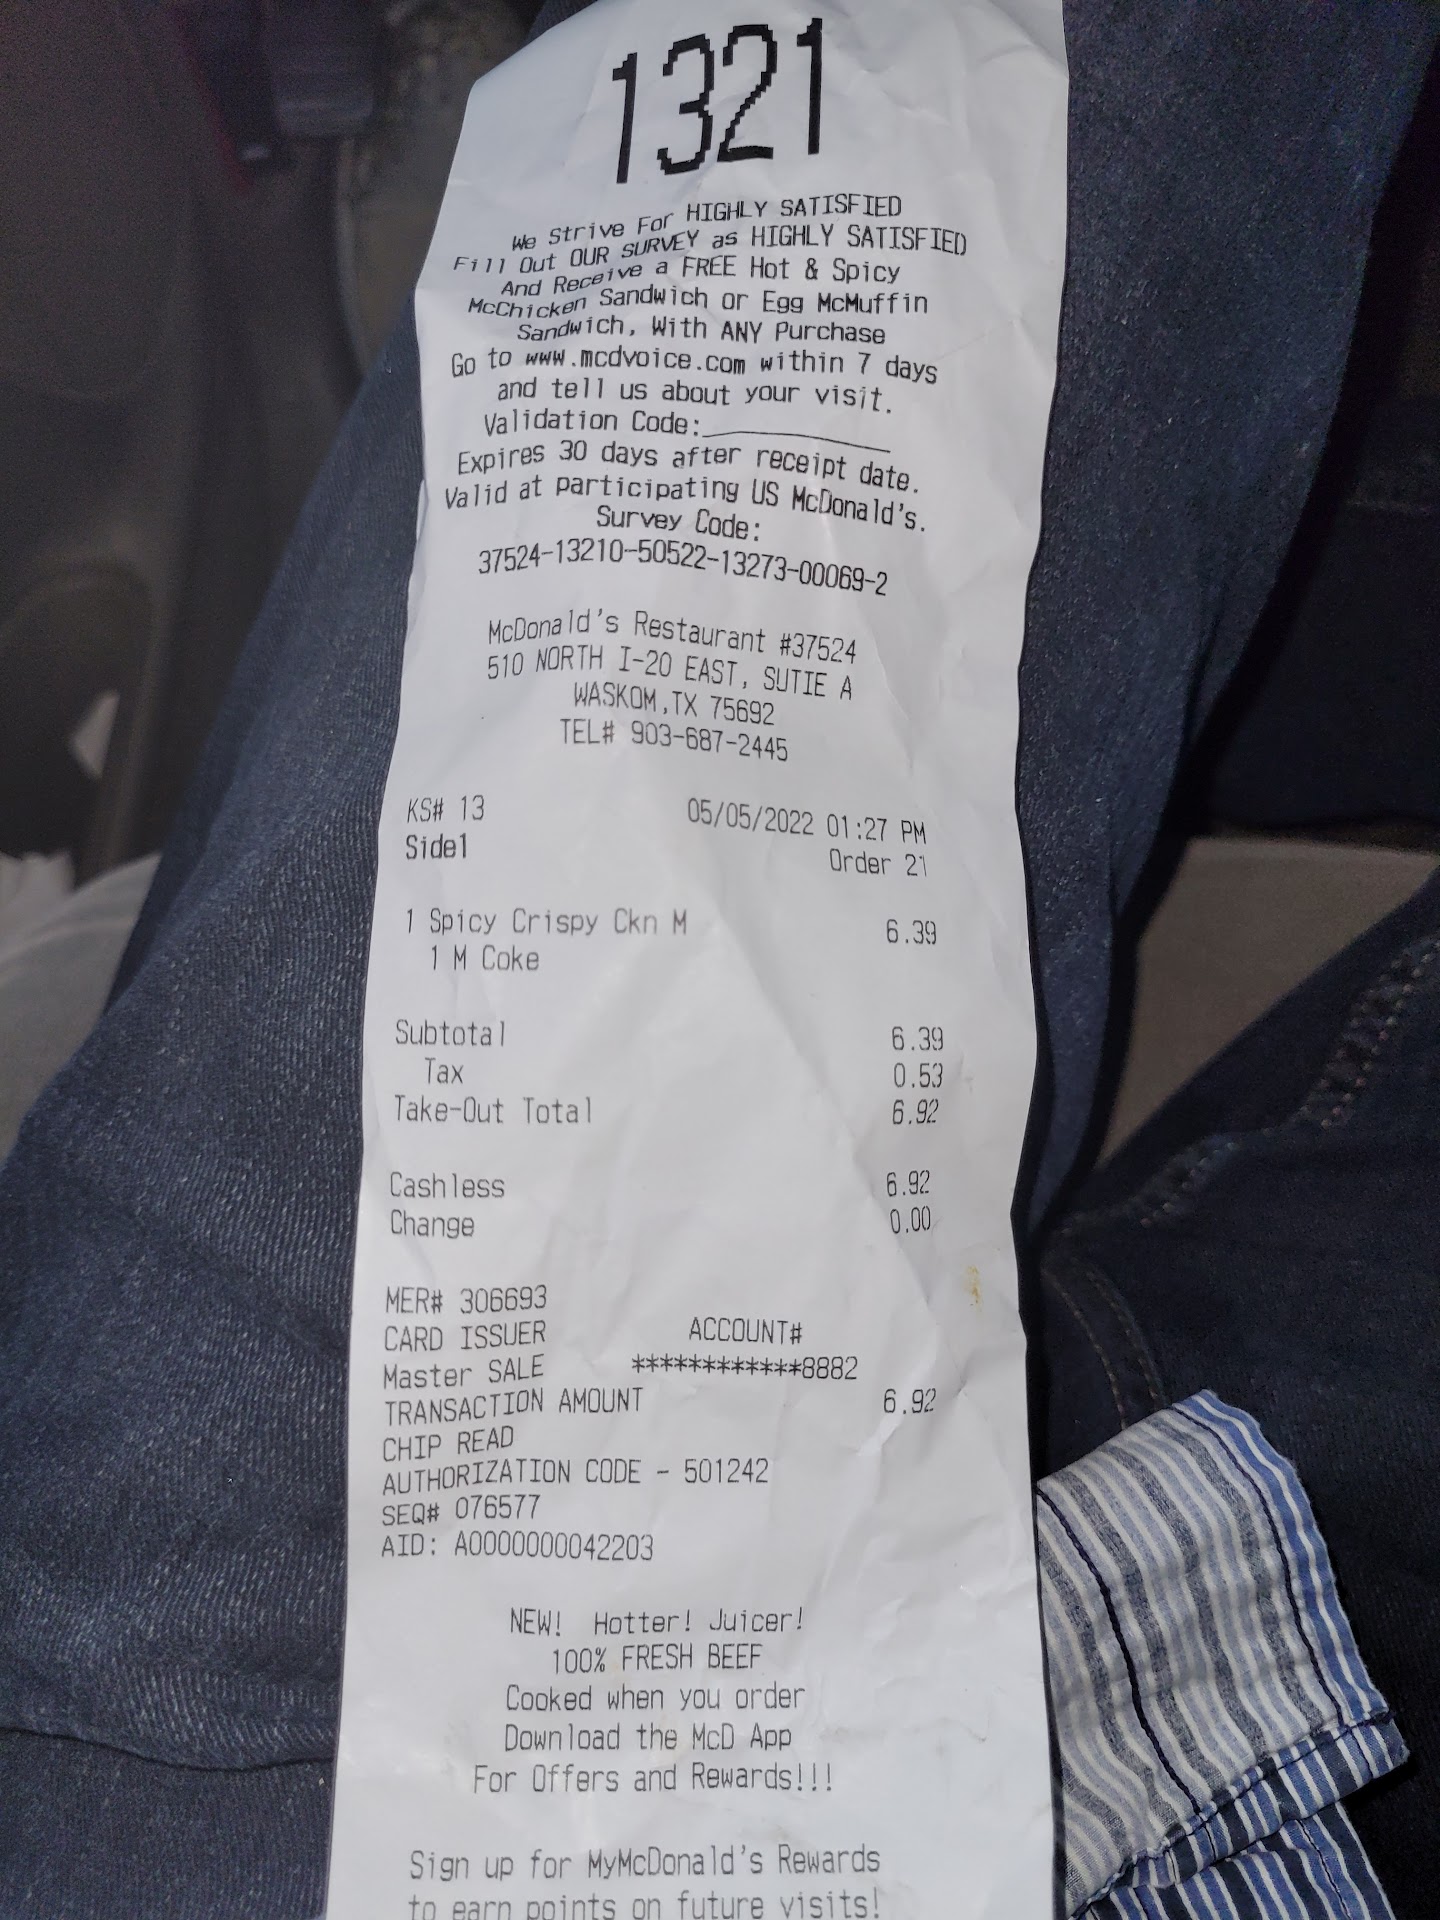 1321
We Strive For HIGHLY SATISFIED
Fill Out OUR SURVEY as HIGHLY SATISFIED
And Receive a FREE Hot & Spicy
McChicken Sandwich or Egg McMuffin
Sandwich, With ANY Purchase
Go to www.mcdvoice.com within 7 days
and tell us about your visit.
Validation Code:
Expires 30 days after receipt date.
Valid at participating US McDonald's.
Survey Code:
37524-13210-50522-13273-00069-2
McDonald's Restaurant #37524
510 NORTH I-20 EAST, SUTIE A
WASKOM,TX 75692
TEL# 903-687-2445
KS# 13 05/05/2022 01:27 PM
Side1 Order 21
1 Spicy Crispy Ckn M 6.39
1 M Coke
Subtotal 6.39
Tax 0.53
Take-Out Total 6.92
Cashless 6.92
Change 0.00
MER# 306693
CARD ISSUER ACCOUNT#
Master SALE ************8882
TRANSACTION AMOUNT 6.92
CHIP READ
AUTHORIZATION CODE - 501242
SEQ# 076577
AID: A0000000042203
NEW! Hotter! Juicer!
100% FRESH BEEF
Cooked when you order
Download the McD App
For Offers and Rewards!!!
Sign up for MyMcDonald's Rewards
to earn points on future visits!